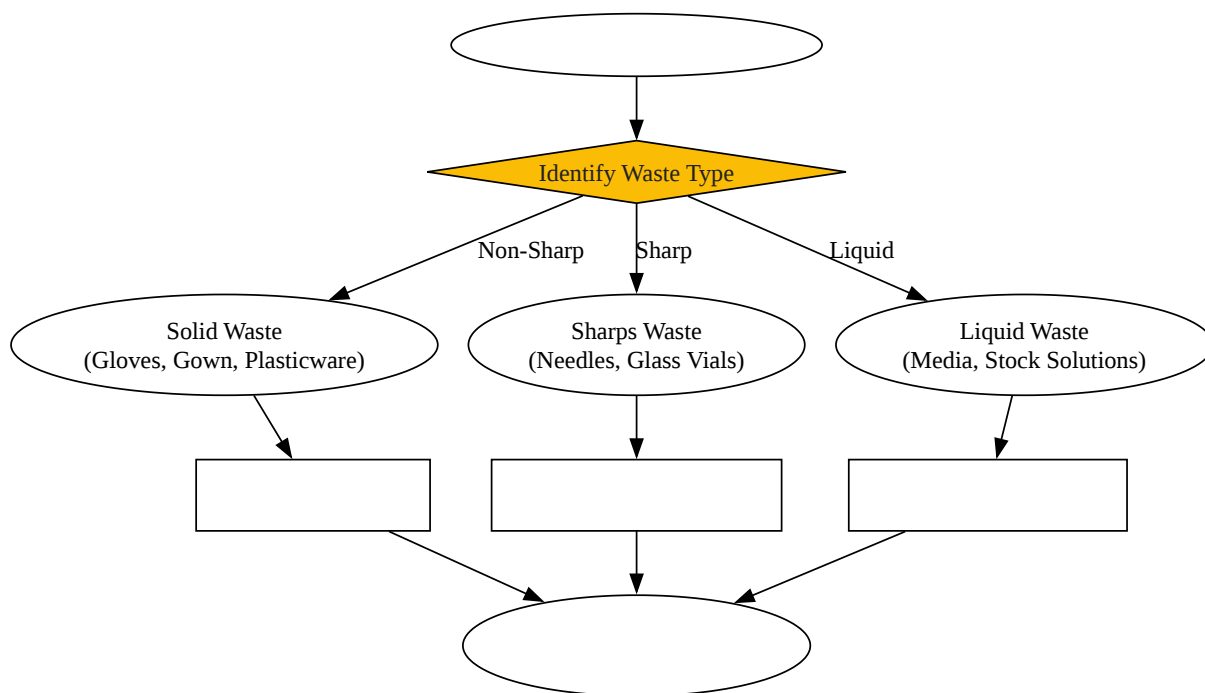 Identify Waste Type
Non-Sharp
Sharp
Liquid
Solid Waste
(Gloves, Gown, Plasticware)
Sharps Waste
(Needles, Glass Vials)
Liquid Waste
(Media, Stock Solutions)